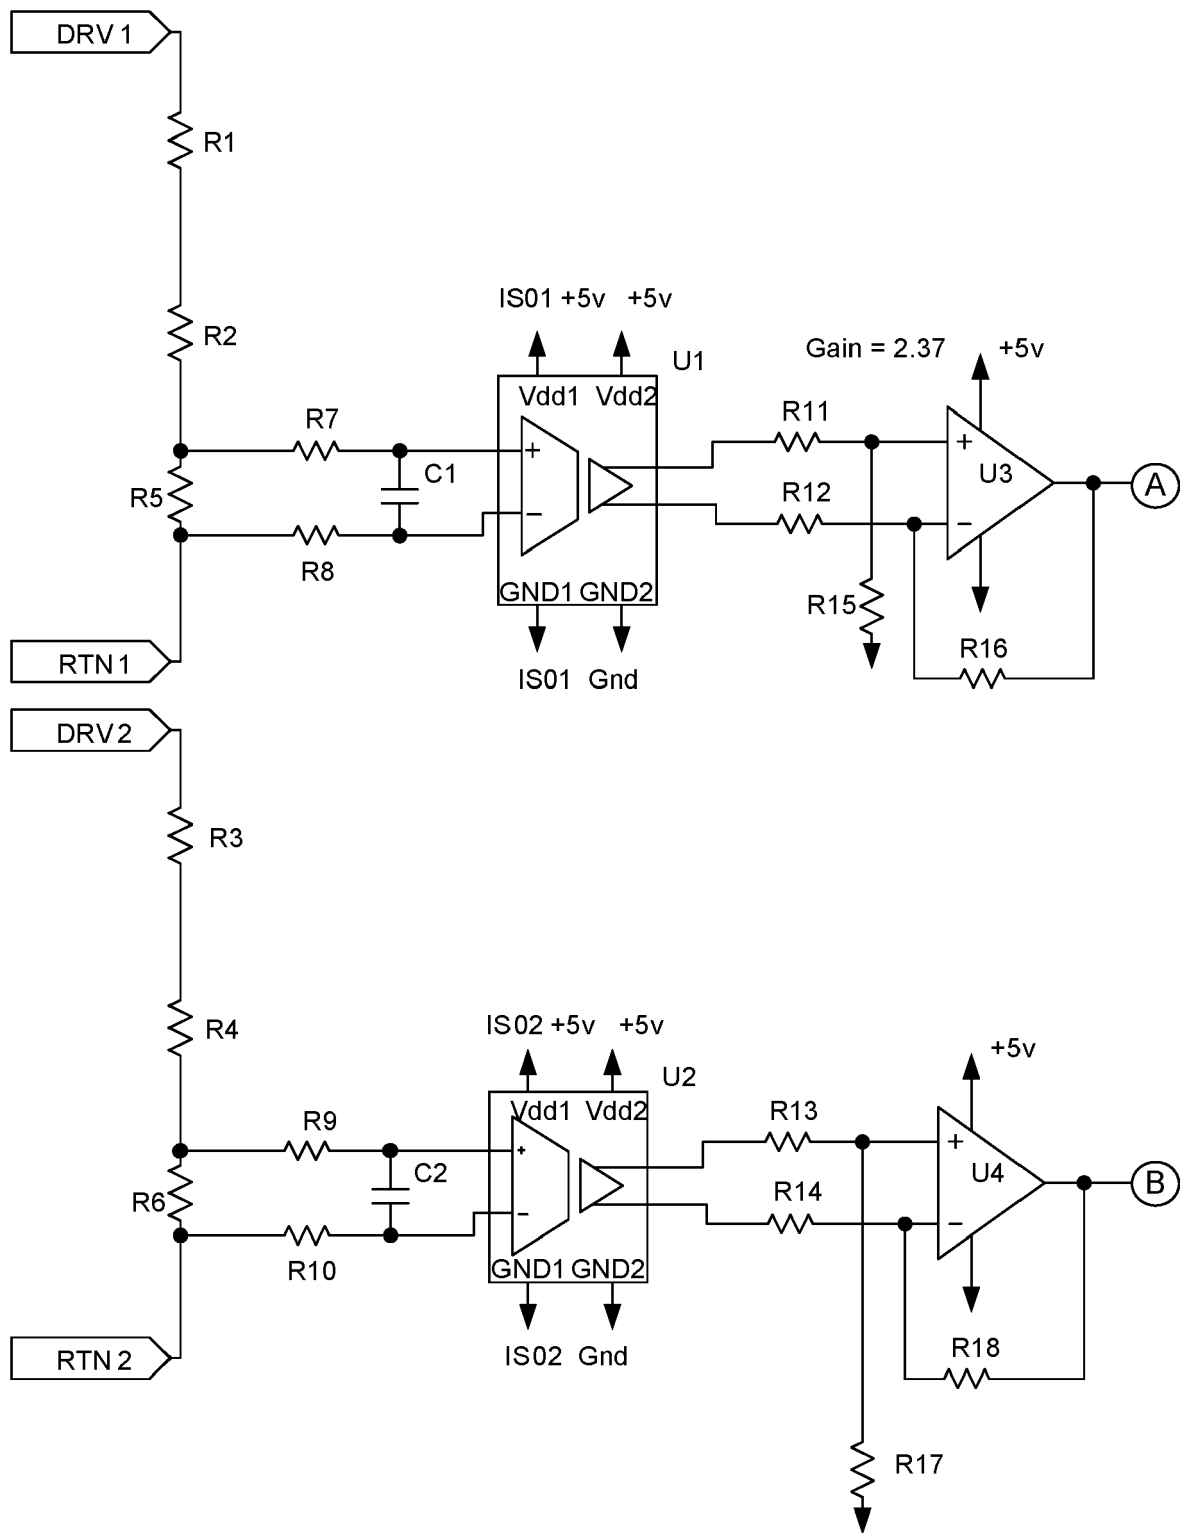 DRV 1
R1
R2
IS01 +5v +5v
U1
Gain = 2.37
+5v
Vdd1 Vdd2
R7
R11
+
+
U3
A
R5
C1
R12
−
−
R8
GND1 GND2
R15
R16
RTN 1
IS01 Gnd
DRV 2
R3
R4
IS02 +5v +5v
U2
+5v
Vdd1 Vdd2
R9
R13
+
+
U4
B
R6
C2
R14
−
−
R10
GND1 GND2
RTN 2
IS02 Gnd
R18
R17